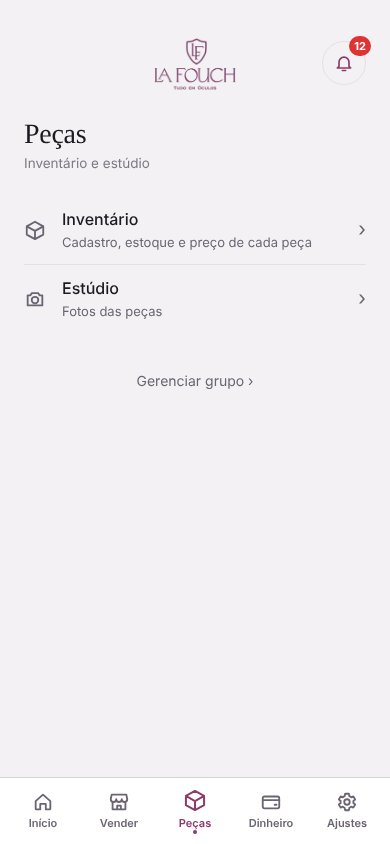 12
LF
LA FOUCH
Tudo em Óculos
Peças
Inventário e estúdio
Inventário
Cadastro, estoque e preço de cada peça
Estúdio
Fotos das peças
Gerenciar grupo ›
Início
Vender
Peças
Dinheiro
Ajustes